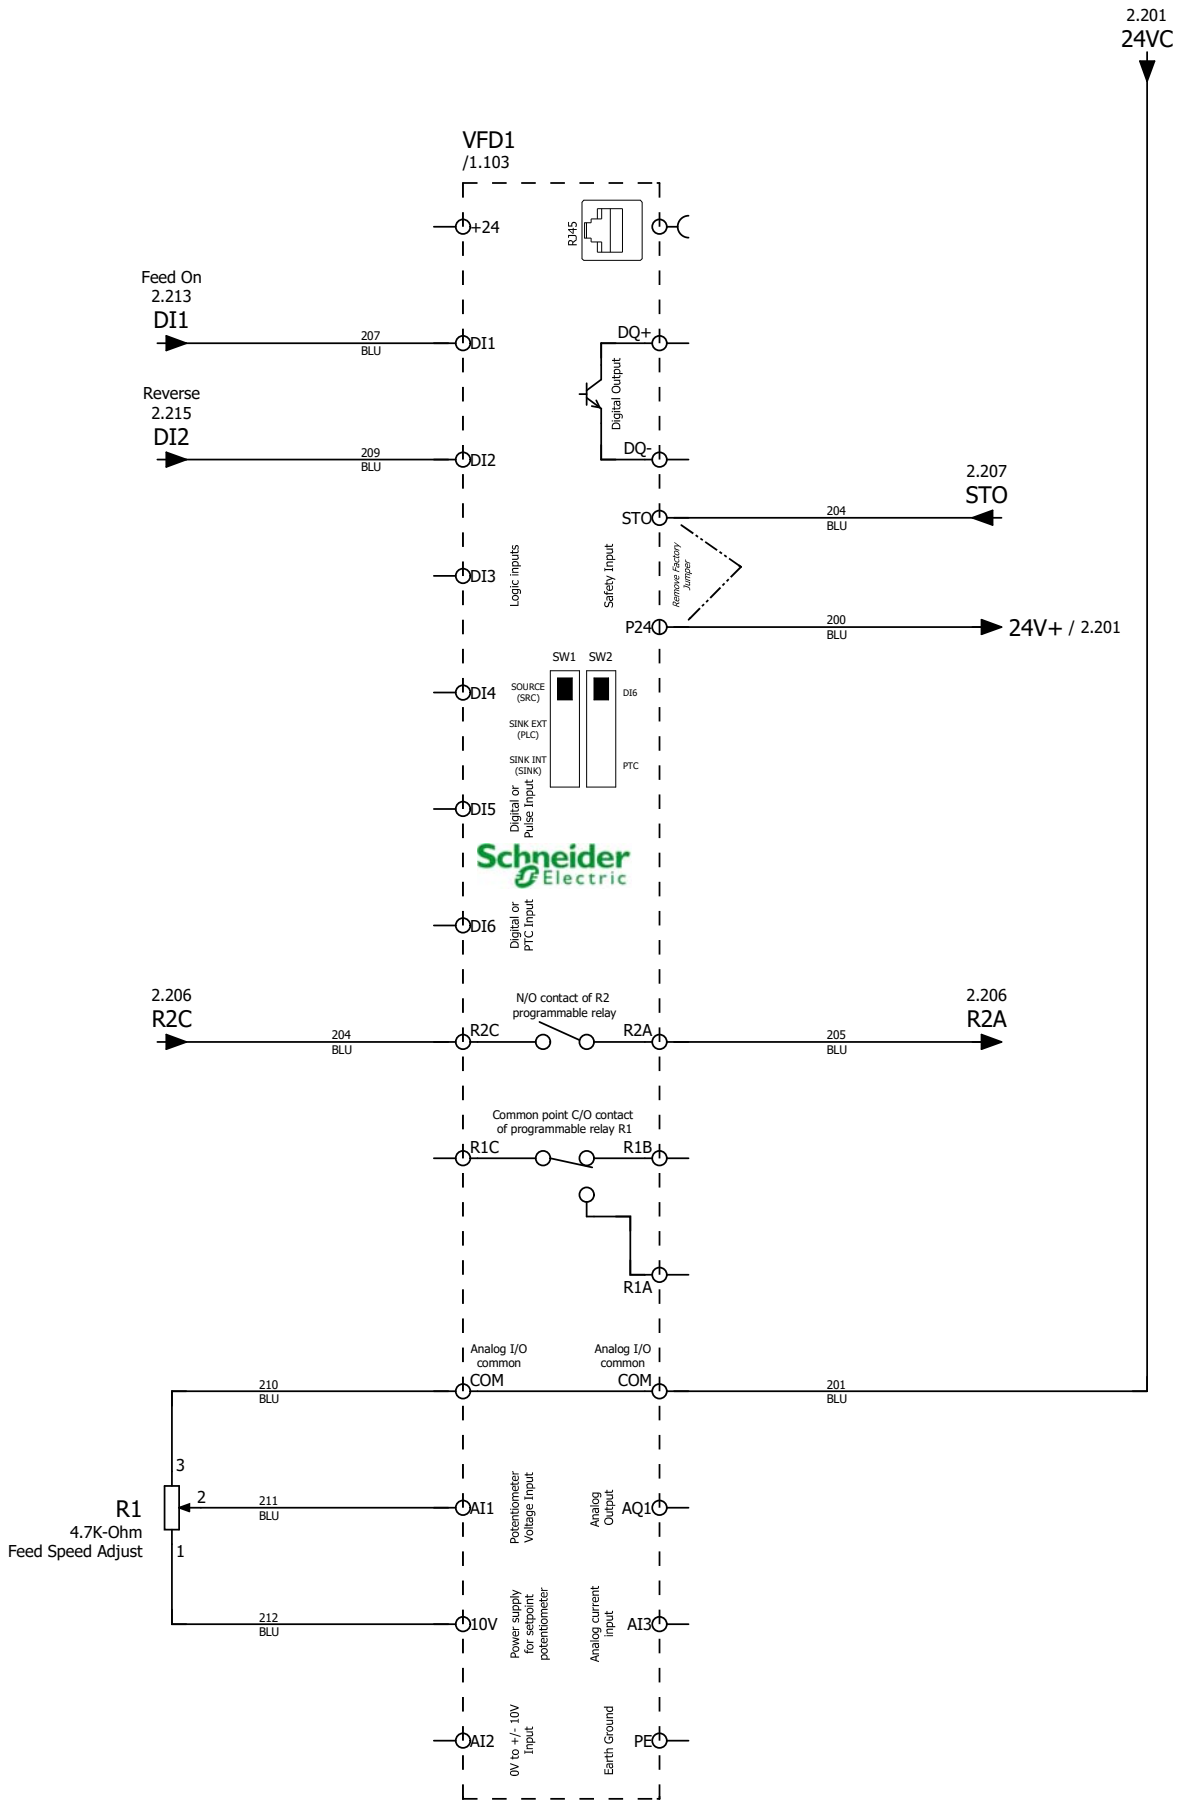 2.201
24VC
VFD1
/1.103
+24
RJ45
Feed On
2.213
DI1
207
BLU
DI1
DQ+
Digital Output
Reverse
2.215
DI2
209
BLU
DI2
DQ-
2.207
STO
STO
204
BLU
DI3
Logic inputs
Safety Input
Remove Factory
Jumper
P24
200
BLU
24V+ / 2.201
SW1
SW2
DI4
SOURCE
(SRC)
DI6
SINK EXT
(PLC)
SINK INT
(SINK)
PTC
DI5
Digital or
Pulse Input
Schneider
Electric
DI6
Digital or
PTC Input
2.206
R2C
204
BLU
R2C
N/O contact of R2
programmable relay
R2A
205
BLU
2.206
R2A
Common point C/O contact
of programmable relay R1
R1C
R1B
R1A
Analog I/O
common
COM
Analog I/O
common
COM
210
BLU
201
BLU
3
R1
4.7K-Ohm
Feed Speed Adjust
2
1
211
BLU
AI1
Potentiometer
Voltage Input
Analog
Output
AQ1
212
BLU
10V
Power supply
for setpoint
potentiometer
Analog current
input
AI3
AI2
0V to +/- 10V
Input
Earth Ground
PE